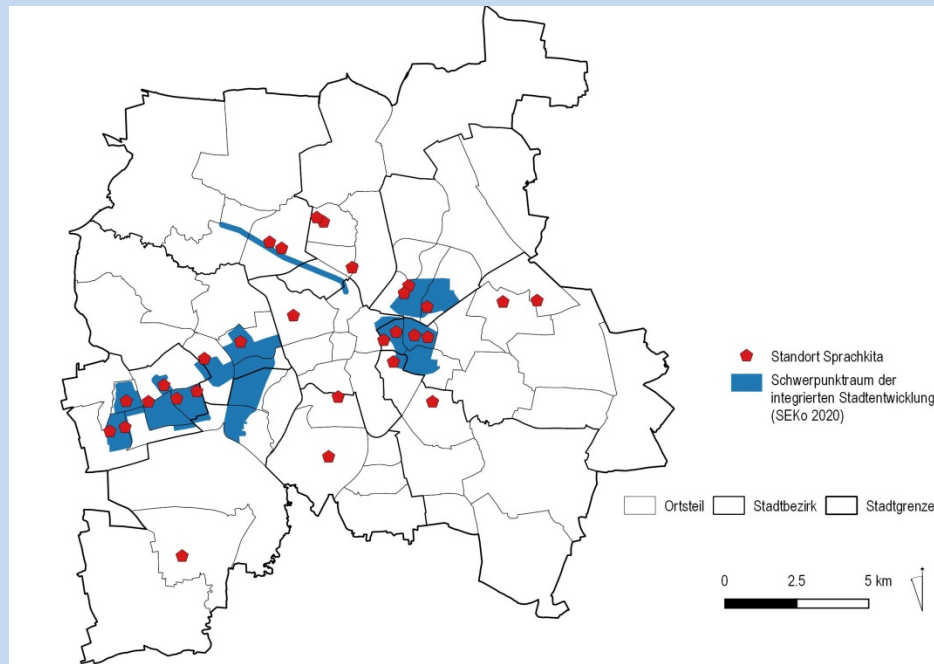 Standort Sprachkita
Schwerpunktraum der
integrierten Stadtentwicklung
(SEKo 2020)
Ortsteil Stadtbezirk Stadtgrenze
0 2.5 5 km